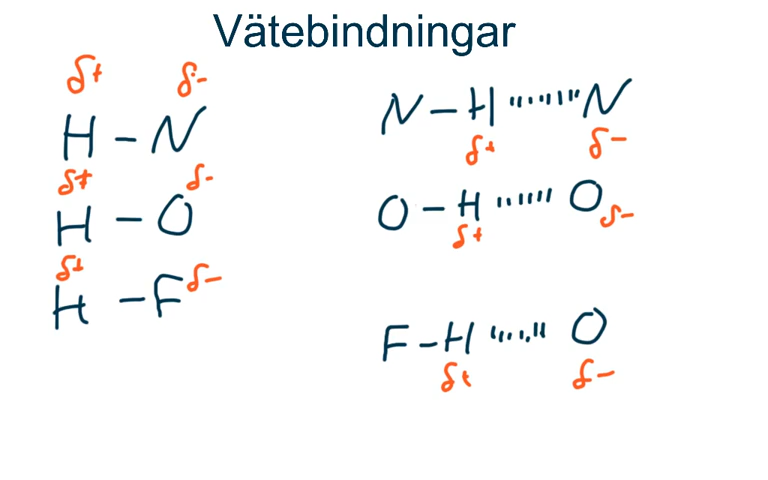 Vätebindningar
δ+ δ-
H - N
δ+ δ-
H - O
δ+ δ-
H - F
N - H ''''''' N
δ+ δ-
O - H ''''''' O
δ+ δ-
F - H ''''''' O
δ+ δ-